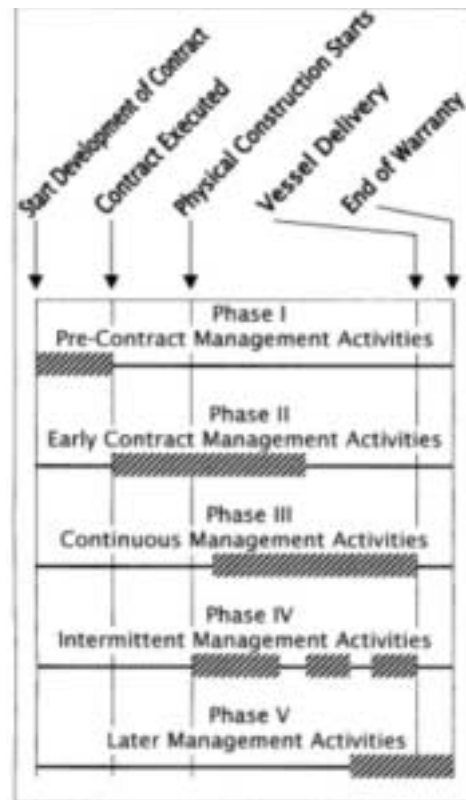 Start Development of Contract
Contract Executed
Physical Construction Starts
Vessel Delivery
End of Warranty
Phase I
Pre-Contract Management Activities
Phase II
Early Contract Management Activities
Phase III
Continuous Management Activities
Phase IV
Intermittent Management Activities
Phase V
Later Management Activities